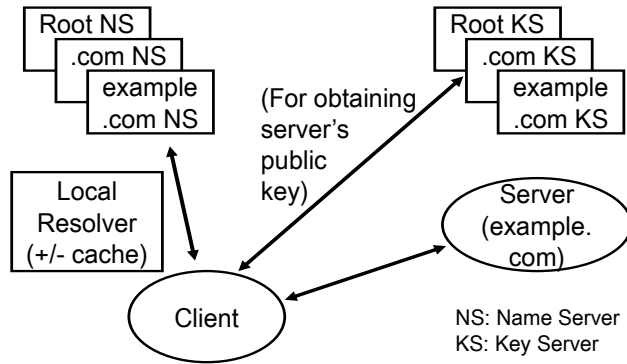 Root NS
.com NS
example
.com NS
Root KS
.com KS
example
.com KS
(For obtaining
server's
public
key)
Local
Resolver
(+/- cache)
Server
(example.
com)
Client
NS: Name Server
KS: Key Server